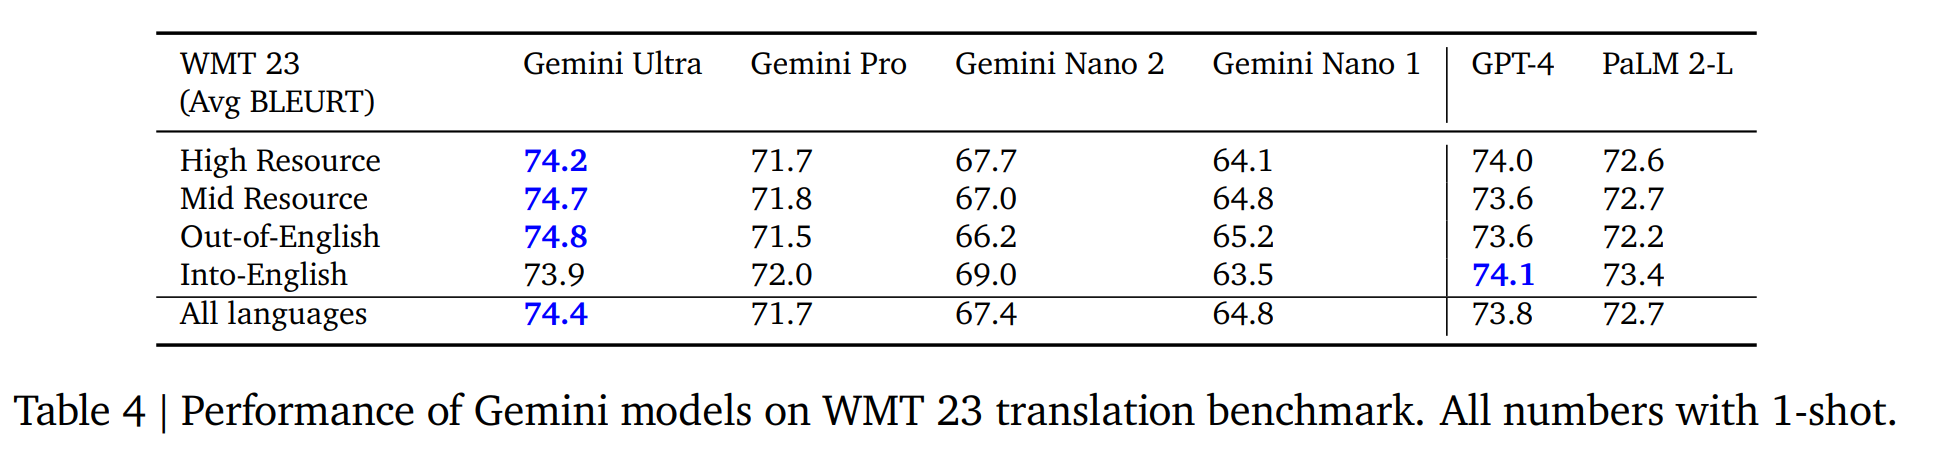 WMT 23 Gemini Ultra Gemini Pro Gemini Nano 2 Gemini Nano 1 GPT-4 PaLM 2-L
(Avg BLEURT)
High Resource 74.2 71.7 67.7 64.1 74.0 72.6
Mid Resource 74.7 71.8 67.0 64.8 73.6 72.7
Out-of-English 74.8 71.5 66.2 65.2 73.6 72.2
Into-English 73.9 72.0 69.0 63.5 74.1 73.4
All languages 74.4 71.7 67.4 64.8 73.8 72.7
Table 4 | Performance of Gemini models on WMT 23 translation benchmark. All numbers with 1-shot.